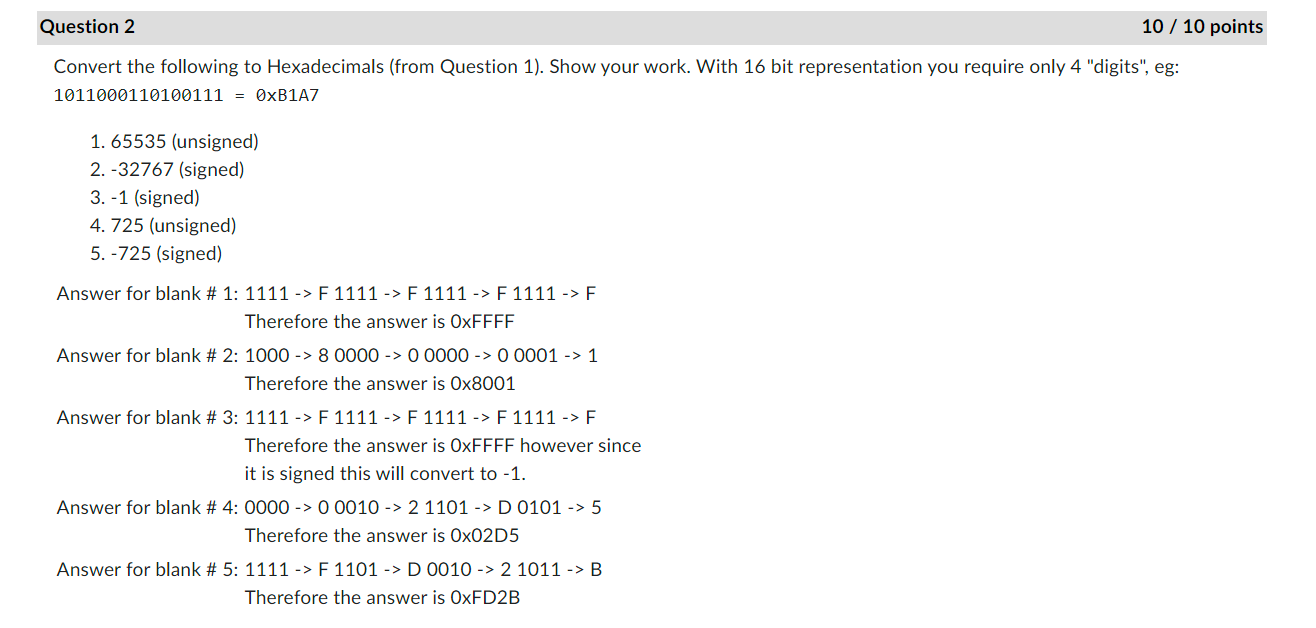 Question 2 10 / 10 points
Convert the following to Hexadecimals (from Question 1). Show your work. With 16 bit representation you require only 4 "digits", eg:
1011000110100111 = 0xB1A7
1. 65535 (unsigned)
2. -32767 (signed)
3. -1 (signed)
4. 725 (unsigned)
5. -725 (signed)
Answer for blank # 1: 1111 -> F 1111 -> F 1111 -> F 1111 -> F
Therefore the answer is 0xFFFF
Answer for blank # 2: 1000 -> 8 0000 -> 0 0000 -> 0 0001 -> 1
Therefore the answer is 0x8001
Answer for blank # 3: 1111 -> F 1111 -> F 1111 -> F 1111 -> F
Therefore the answer is 0xFFFF however since
it is signed this will convert to -1.
Answer for blank # 4: 0000 -> 0 0010 -> 2 1101 -> D 0101 -> 5
Therefore the answer is 0x02D5
Answer for blank # 5: 1111 -> F 1101 -> D 0010 -> 2 1011 -> B
Therefore the answer is 0xFD2B